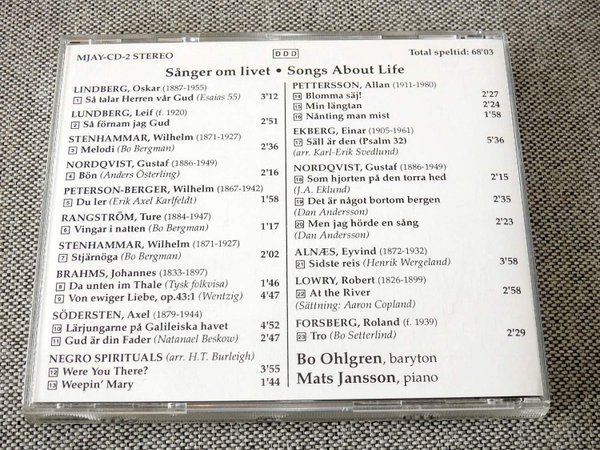 MJAY-CD-2 STEREO
DDD
Total speltid: 68'03
Sånger om livet • Songs About Life
LINDBERG, Oskar (1887-1955)
1 Så talar Herren vår Gud (Esaias 55) 3'12
LUNDBERG, Leif (f. 1920)
2 Så förnam jag Gud 2'51
STENHAMMAR, Wilhelm (1871-1927)
3 Melodi (Bo Bergman) 2'36
NORDQVIST, Gustaf (1886-1949)
4 Bön (Anders Österling) 2'16
PETERSON-BERGER, Wilhelm (1867-1942)
5 Du ler (Erik Axel Karlfeldt) 1'58
RANGSTRÖM, Ture (1884-1947)
6 Vingar i natten (Bo Bergman) 1'17
STENHAMMAR, Wilhelm (1871-1927)
7 Stjärnöga (Bo Bergman) 2'02
BRAHMS, Johannes (1833-1897)
8 Da unten im Thale (Tysk folkvisa) 1'46
9 Von ewiger Liebe, op.43:1 (Wentzig) 4'47
SÖDERSTEN, Axel (1879-1944)
10 Lärjungarne på Galileiska havet 4'52
11 Gud är din Fader (Natanael Beskow) 2'47
NEGRO SPIRITUALS (arr. H.T. Burleigh)
12 Were You There? 3'55
13 Weepin' Mary 1'44
PETTERSSON, Allan (1911-1980)
14 Blomma säj! 2'27
15 Min längtan 2'24
16 Nånting man mist 1'58
EKBERG, Einar (1905-1961)
17 Säll är den (Psalm 32) 5'36
(arr. Karl-Erik Svedlund)
NORDQVIST, Gustaf (1886-1949)
18 Som hjorten på den torra hed 2'15
(J.A. Eklund)
19 Det är något bortom bergen 2'35
(Dan Andersson)
20 Men jag hörde en sång 2'23
(Dan Andersson)
ALNÆS, Eyvind (1872-1932)
21 Sidste reis (Henrik Wergeland) 3'58
LOWRY, Robert (1826-1899)
22 At the River 2'58
(Sättning: Aaron Copland)
FORSBERG, Roland (f. 1939)
23 Tro (Bo Setterlind) 2'29
Bo Ohlgren, baryton
Mats Jansson, piano